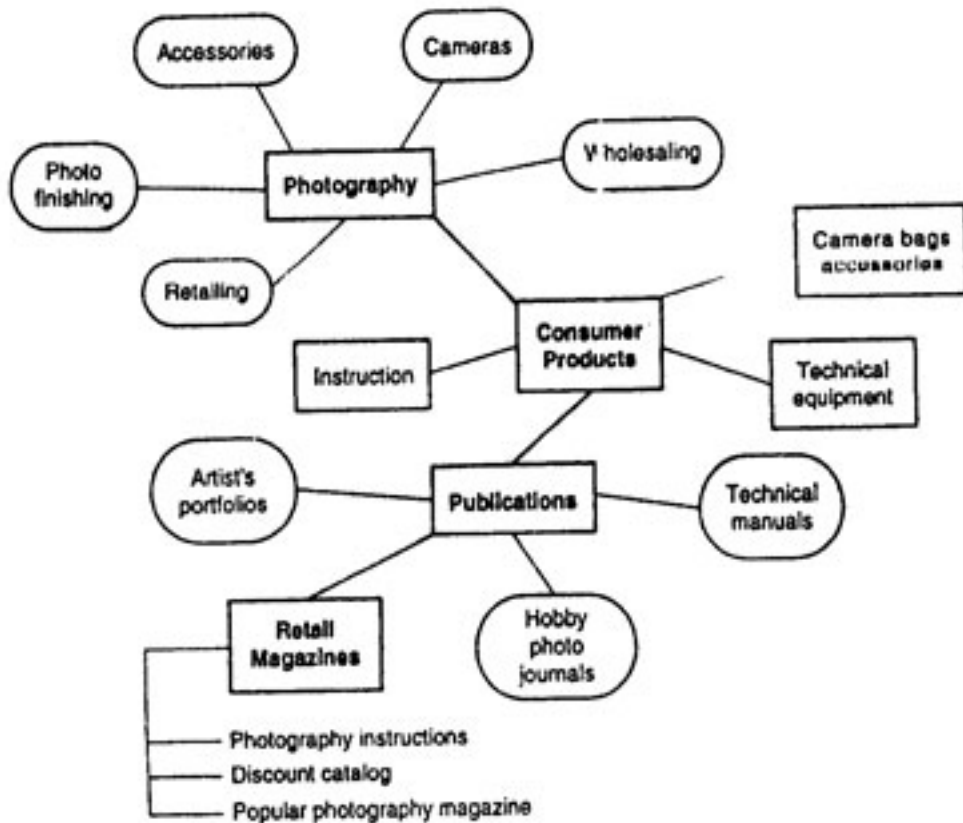 Accessories
Cameras
Photo
finishing
Photography
Wholesaling
Retailing
Camera bags
accessories
Consumer
Products
Instruction
Technical
equipment
Artist's
portfolios
Publications
Technical
manuals
Retail
Magazines
Hobby
photo
journals
Photography instructions
Discount catalog
Popular photography magazine